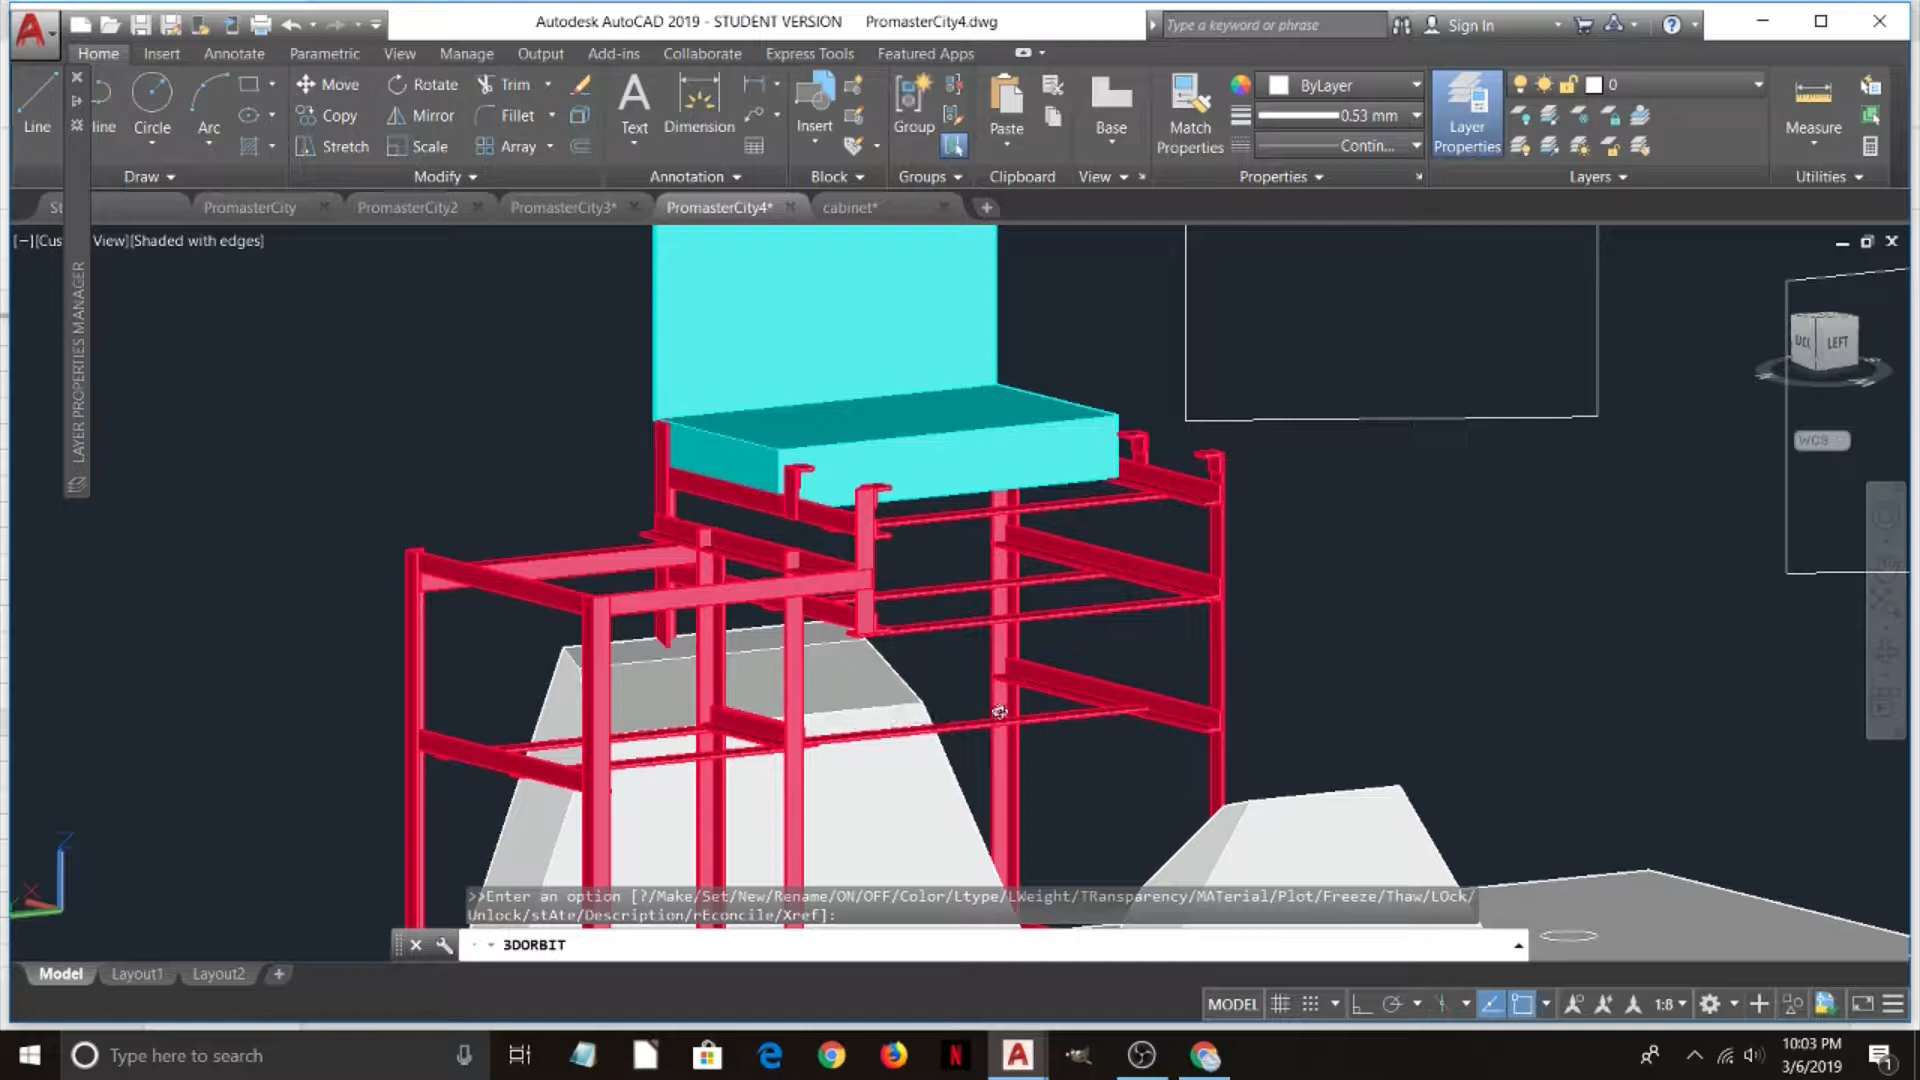 Autodesk AutoCAD 2019 - STUDENT VERSION PromasterCity4.dwg
Type a keyword or phrase
Sign In
Home Insert Annotate Parametric View Manage Output Add-ins Collaborate Express Tools Featured Apps
Line
line
Circle
Arc
Move
Rotate
Trim
Copy
Mirror
Fillet
Stretch
Scale
Array
Text
Dimension
Insert
Group
Paste
Base
Match
Properties
ByLayer
0.53 mm
Contin...
Layer
Properties
0
Measure
Draw Modify Annotation Block Groups Clipboard View Properties Layers Utilities
St PromasterCity PromasterCity2 PromasterCity3* PromasterCity4* cabinet*
[−][Cus View][Shaded with edges]
LAYER PROPERTIES MANAGER
LEFT
WCS
Z
X
>>Enter an option [?/Make/Set/New/Rename/ON/OFF/Color/Ltype/LWeight/TRansparency/MATerial/Plot/Freeze/Thaw/LOck/
Unlock/stAte/Description/rEconcile/Xref]:
3DORBIT
Model Layout1 Layout2
MODEL
1:8
Type here to search
10:03 PM
3/6/2019
1